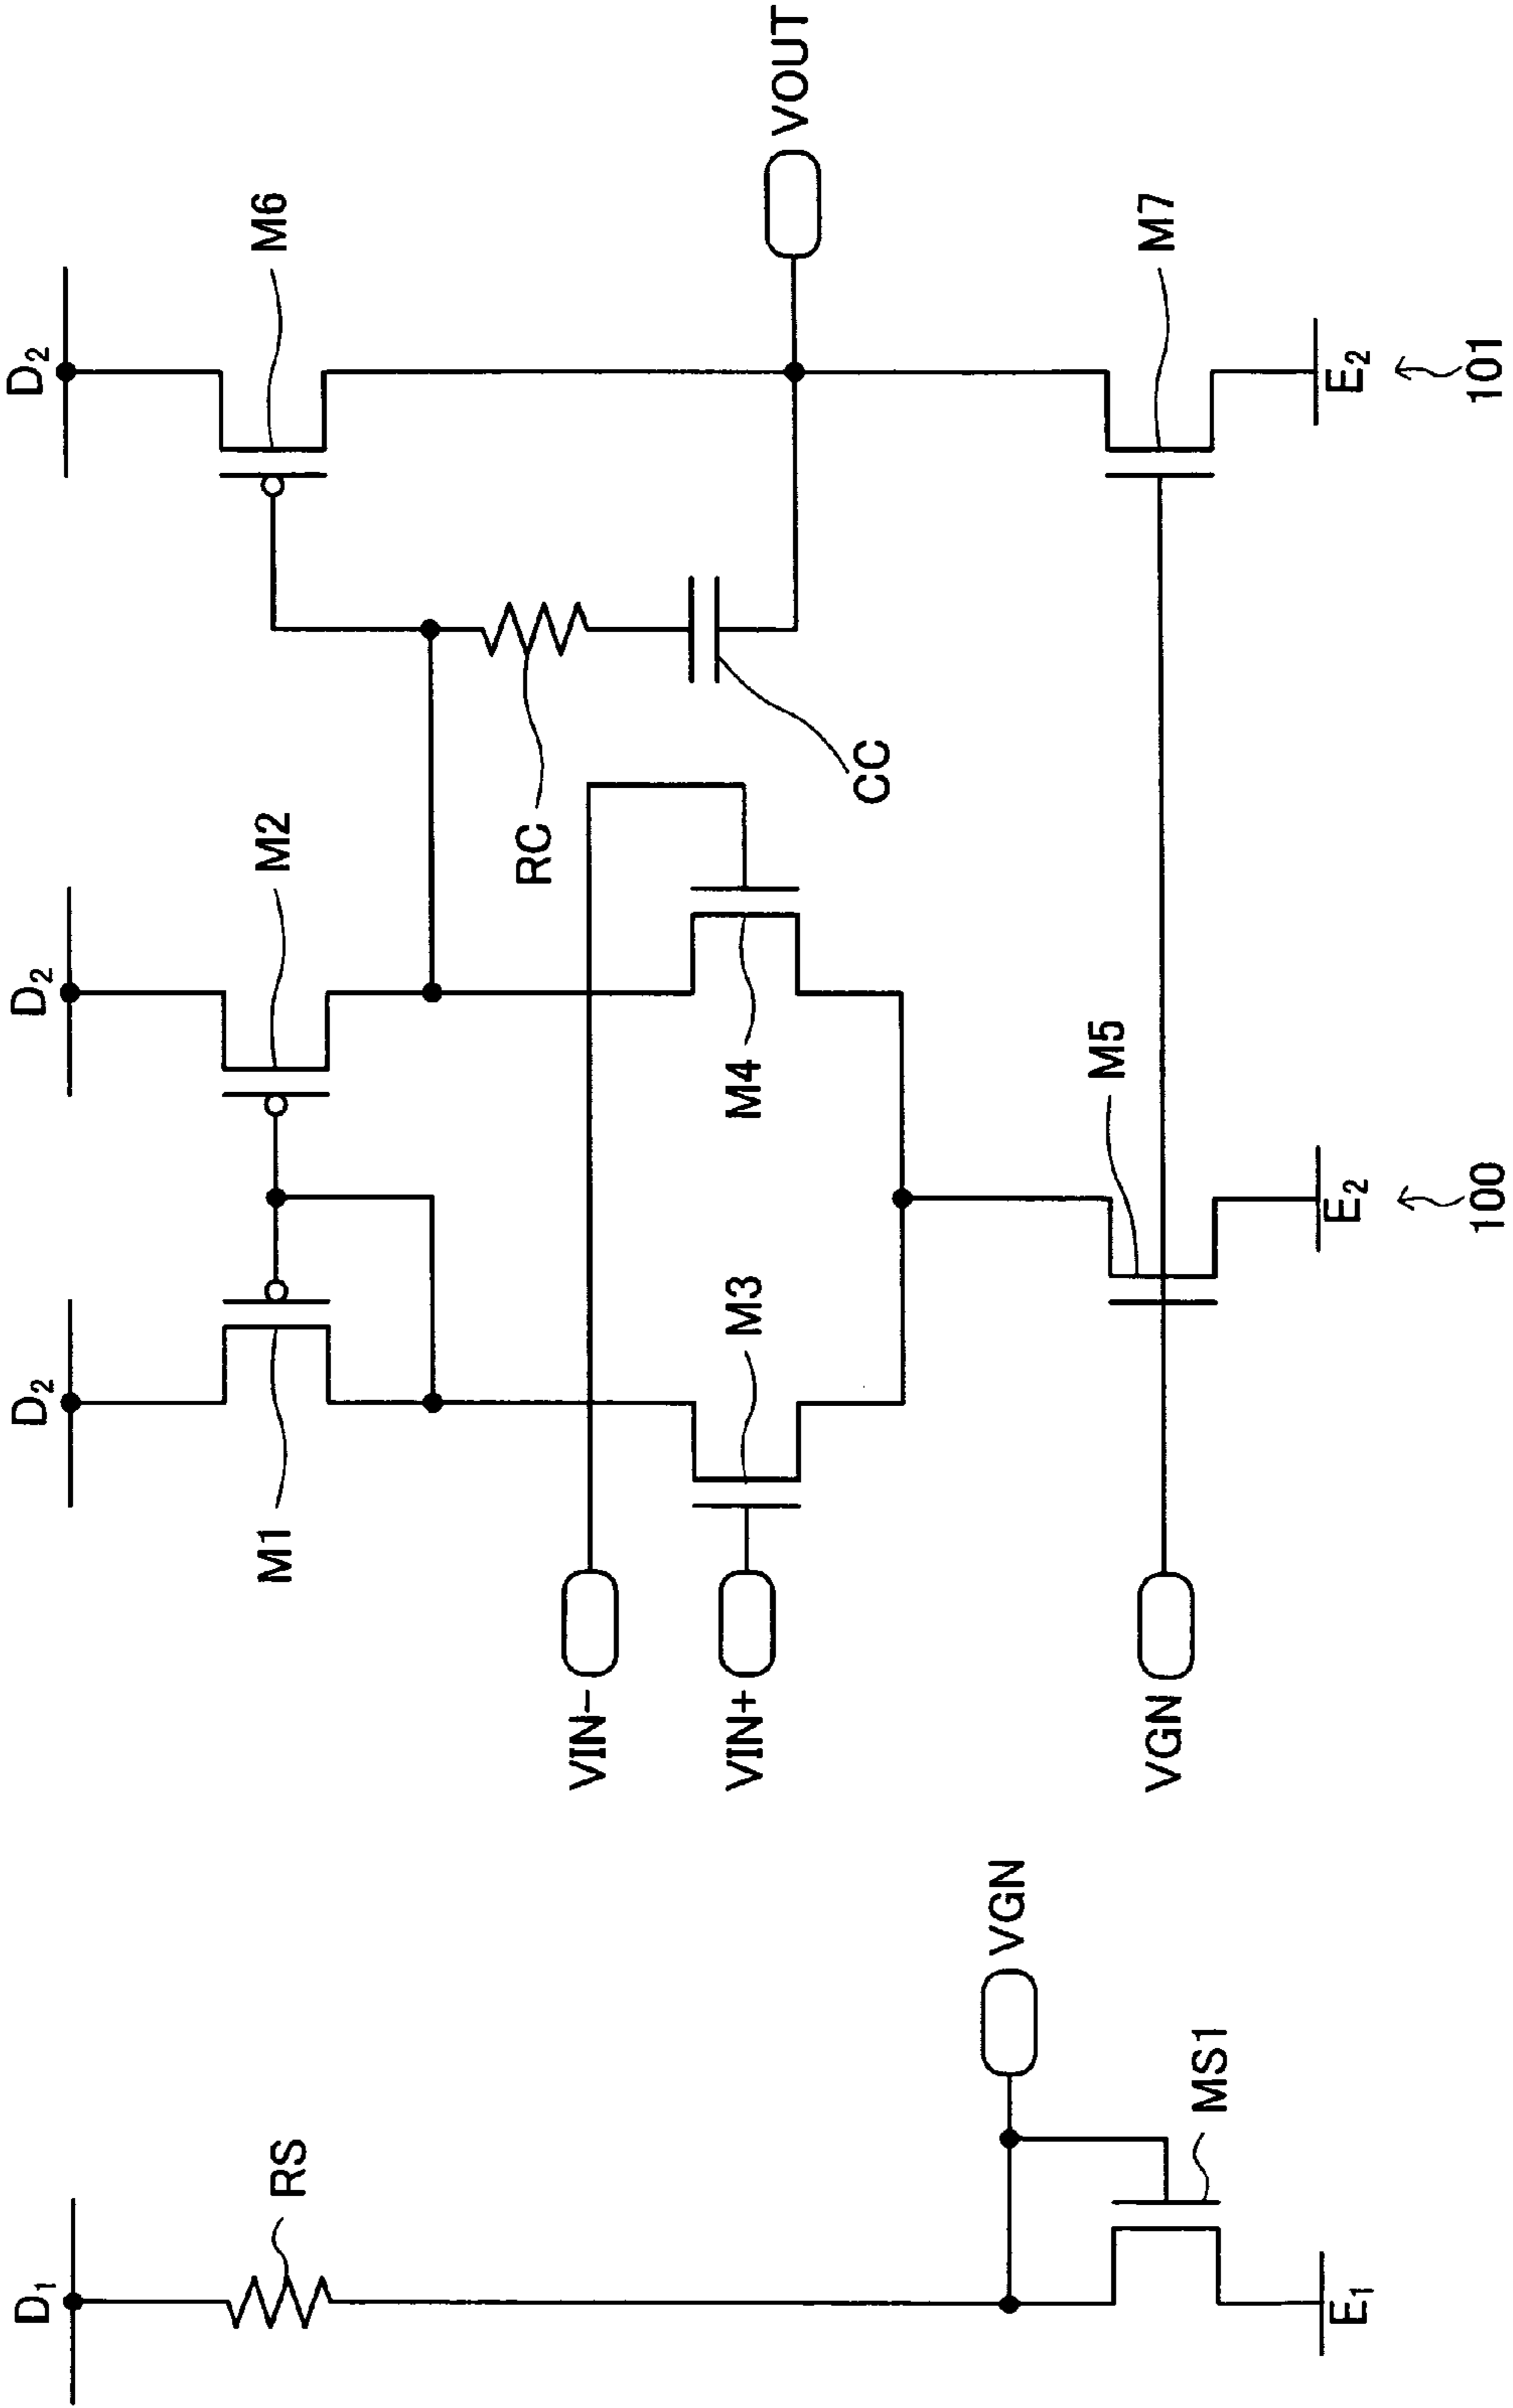 D₁
D₂
D₂
D₂
RS
M1
M2
M6
VIN−
VIN+
RC
CC
VOUT
M3
M4
VGN
VGN
M5
M7
MS1
E₁
E₂
E₂
100
101